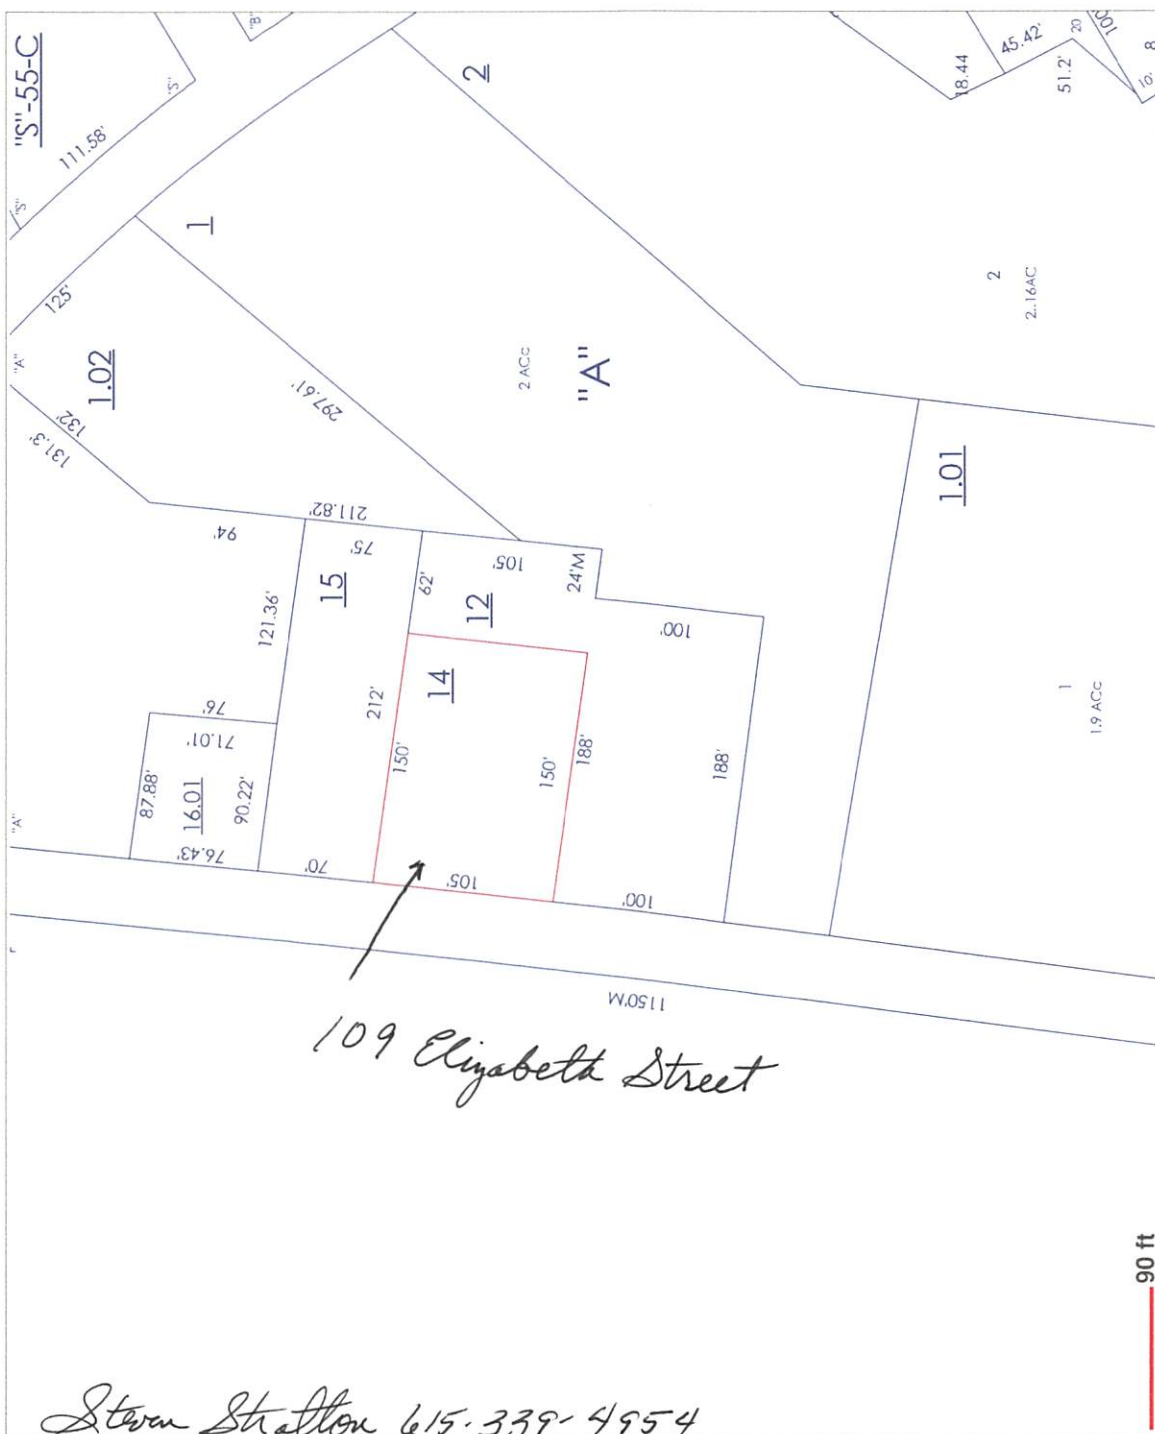 "S"-55-C
"B"
"S"
"S"
111.58'
2
18.44
45.42'
20
100'
51.2'
10'
8
1
125'
"A"
1.02
132'
131.3'
297.61'
2 ACc
"A"
2
2.16AC
1.01
94'
211.82'
75'
15
105'
62'
24'M
12
121.36'
100'
14
212'
76'
71.01'
150'
87.88'
16.01
90.22'
150'
188'
188'
1
1.9 ACc
"A"
76.43'
70'
105'
100'
1150'M
109 Elizabeth Street
90 ft
Steven Stratton 615-339-4954